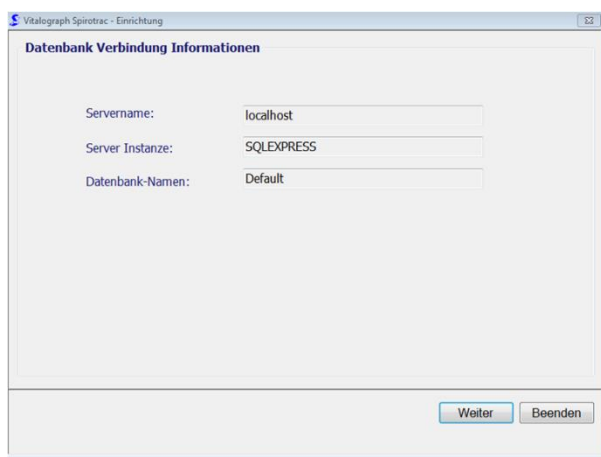 Vitalograph Spirotrac - Einrichtung
Datenbank Verbindung Informationen
Servername: localhost
Server Instanze: SQLEXPRESS
Datenbank-Namen: Default
Weiter Beenden